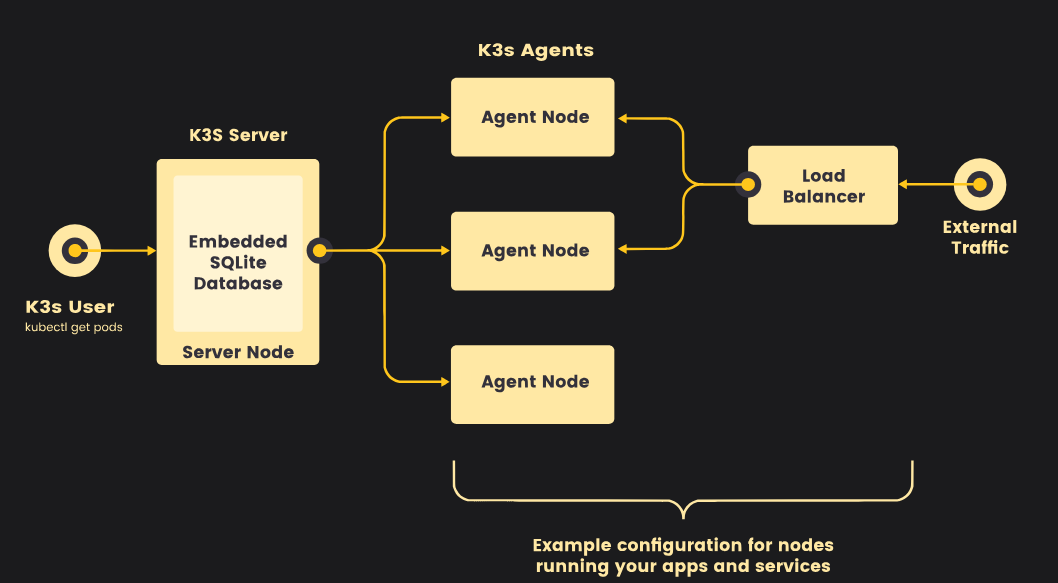 K3s Agents
Agent Node
K3S Server
Embedded
SQLite
Database
Server Node
K3s User
kubectl get pods
Agent Node
Agent Node
Load
Balancer
External
Traffic
Example configuration for nodes
running your apps and services